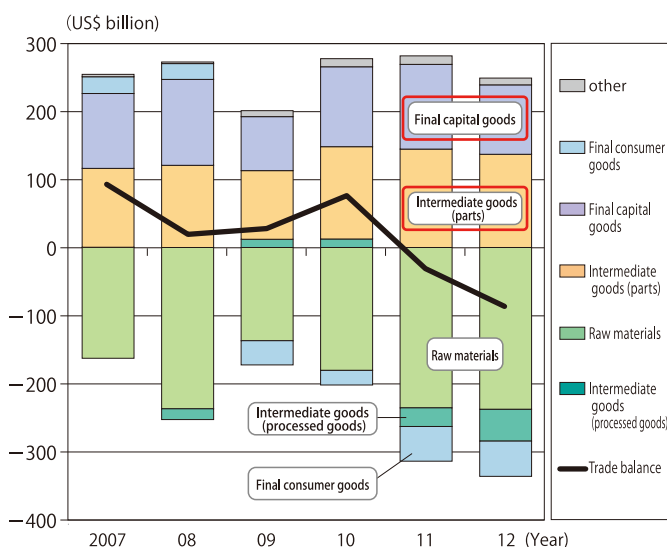 (US$ billion)
300
200
100
0
−100
−200
−300
−400
2007 08 09 10 11 12 (Year)
Final capital goods
Intermediate goods
(parts)
Raw materials
Intermediate goods
(processed goods)
Final consumer goods
other
Final consumer
goods
Final capital
goods
Intermediate
goods (parts)
Raw materials
Intermediate
goods
(processed goods)
Trade balance